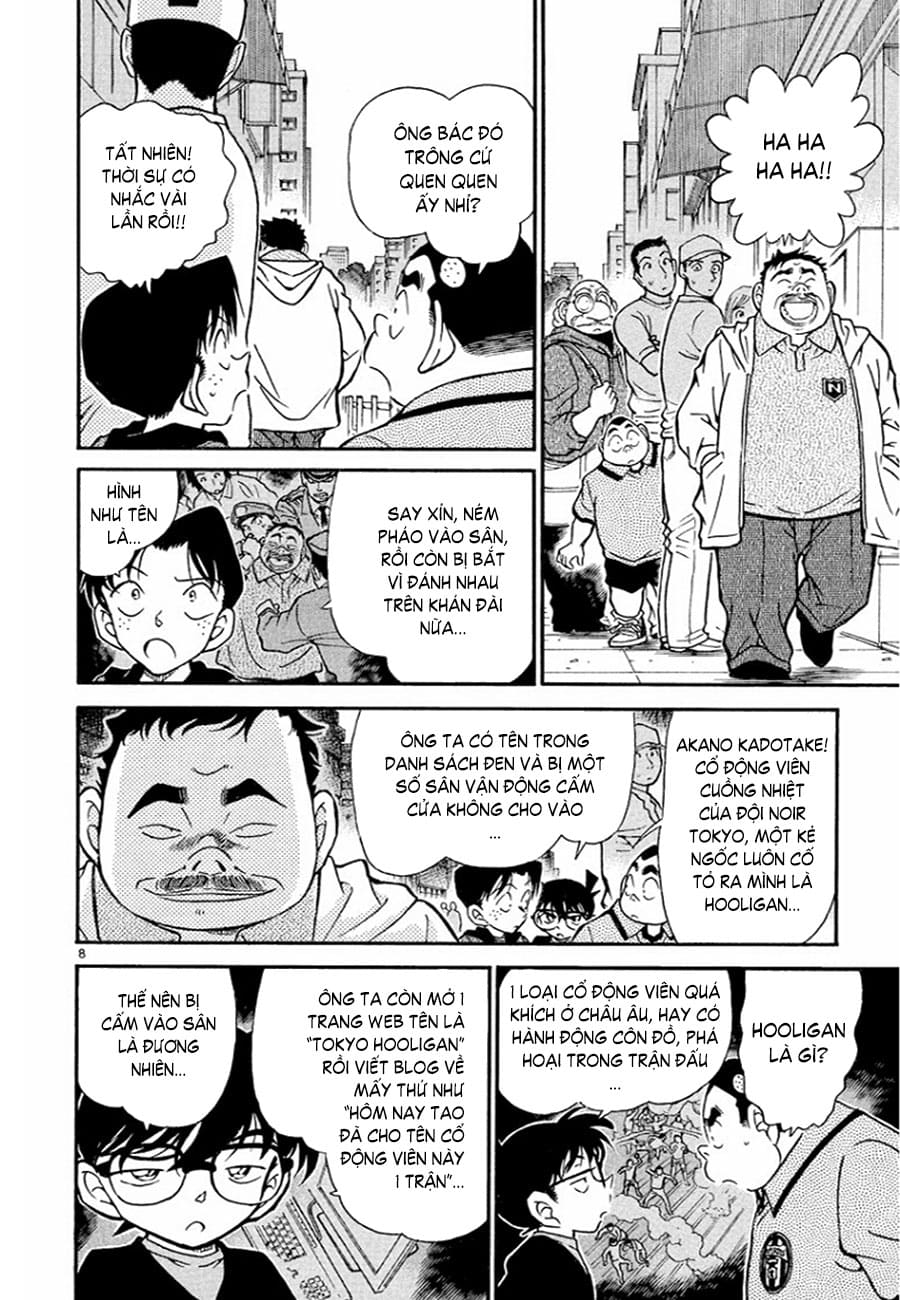 HA HA
HA HA!!
ÔNG BÁC ĐÓ
TRÔNG CỨ
QUEN QUEN
ẤY NHỈ?
TẤT NHIÊN!
THỜI SỰ CÓ
NHẮC VÀI
LẦN RỒI!!
N
SAY XỈN, NÉM
PHÁO VÀO SÂN,
RỒI CÒN BỊ BẮT
VÌ ĐÁNH NHAU
TRÊN KHÁN ĐÀI
NỮA...
HÌNH
NHƯ TÊN
LÀ...
AKANO KADOTAKE!
CỔ ĐỘNG VIÊN
CUỒNG NHIỆT
CỦA ĐỘI NOIR
TOKYO, MỘT KẺ
NGỐC LUÔN CỐ
TỎ RA MÌNH LÀ
HOOLIGAN...
ÔNG TA CÓ TÊN TRONG
DANH SÁCH ĐEN VÀ BỊ MỘT
SỐ SÂN VẬN ĐỘNG CẤM
CỬA KHÔNG CHO VÀO
...
8
HOOLIGAN
LÀ GÌ?
1 LOẠI CỔ ĐỘNG VIÊN QUÁ
KHÍCH Ở CHÂU ÂU, HAY CÓ
HÀNH ĐỘNG CÔN ĐỒ, PHÁ
HOẠI TRONG TRẬN ĐẤU
...
ÔNG TA CÒN MỞ 1
TRANG WEB TÊN LÀ
"TOKYO HOOLIGAN"
RỒI VIẾT BLOG VỀ
MẤY THỨ NHƯ
"HÔM NAY TAO
ĐÀ CHO TÊN CỔ
ĐỘNG VIÊN NÀY
1 TRẬN"...
THẾ NÊN BỊ
CẤM VÀO SÂN
LÀ ĐƯƠNG
NHIÊN...